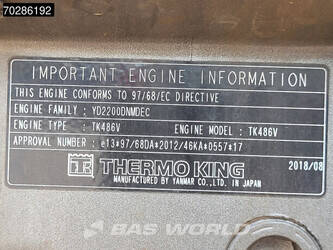 70286192
IMPORTANT ENGINE INFORMATION
THIS ENGINE CONFORMS TO 97/68/EC DIRECTIVE
ENGINE FAMILY : YD2200DNMDEC
ENGINE TYPE : TK486V ENGINE MODEL : TK486V
APPROVAL NUMBER : e13*97/68DA*2012/46KA*0557*17
THERMO KING 2018/08
MANUFACTURED BY YANMAR CO., LTD. IN JAPAN
BAS WORLD